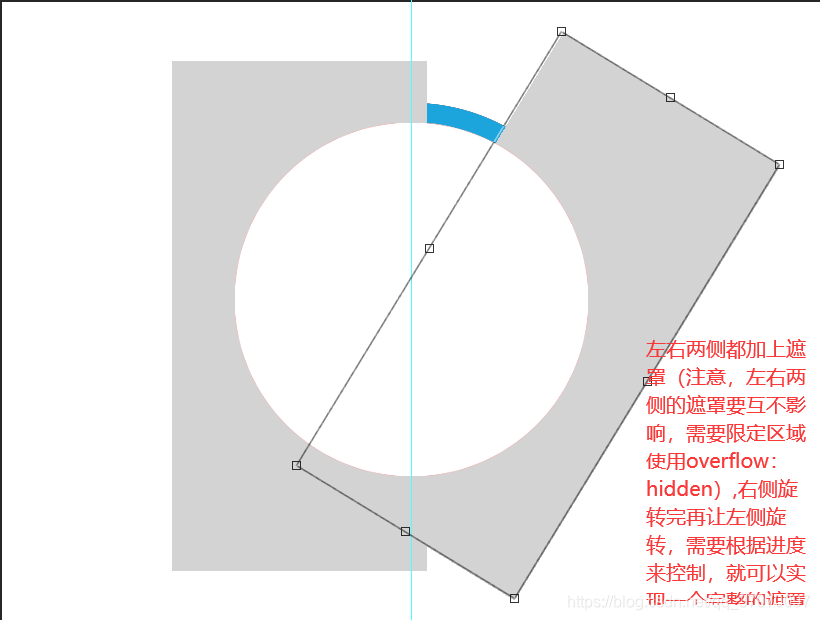 左右两侧都加上遮
罩（注意，左右两
侧的遮罩要互不影
响，需要限定区域
使用overflow：
hidden）,右侧旋
转完再让左侧旋
转，需要根据进度
来控制，就可以实
现一个完整的遮罩
https://blog.csdn.net/